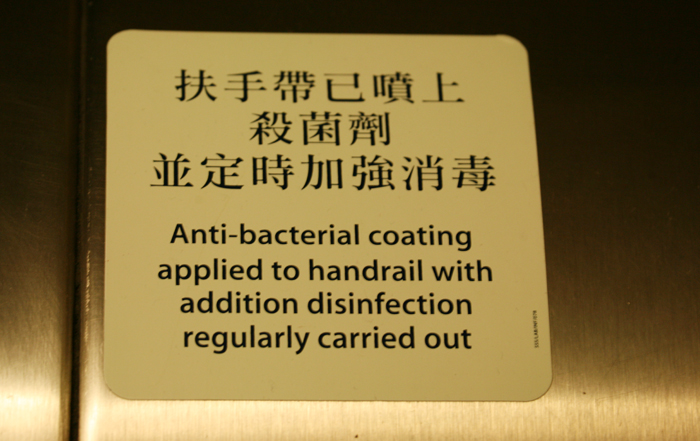 扶手帶已噴上
殺菌劑
並定時加強消毒
Anti-bacterial coating
applied to handrail with
addition disinfection
regularly carried out